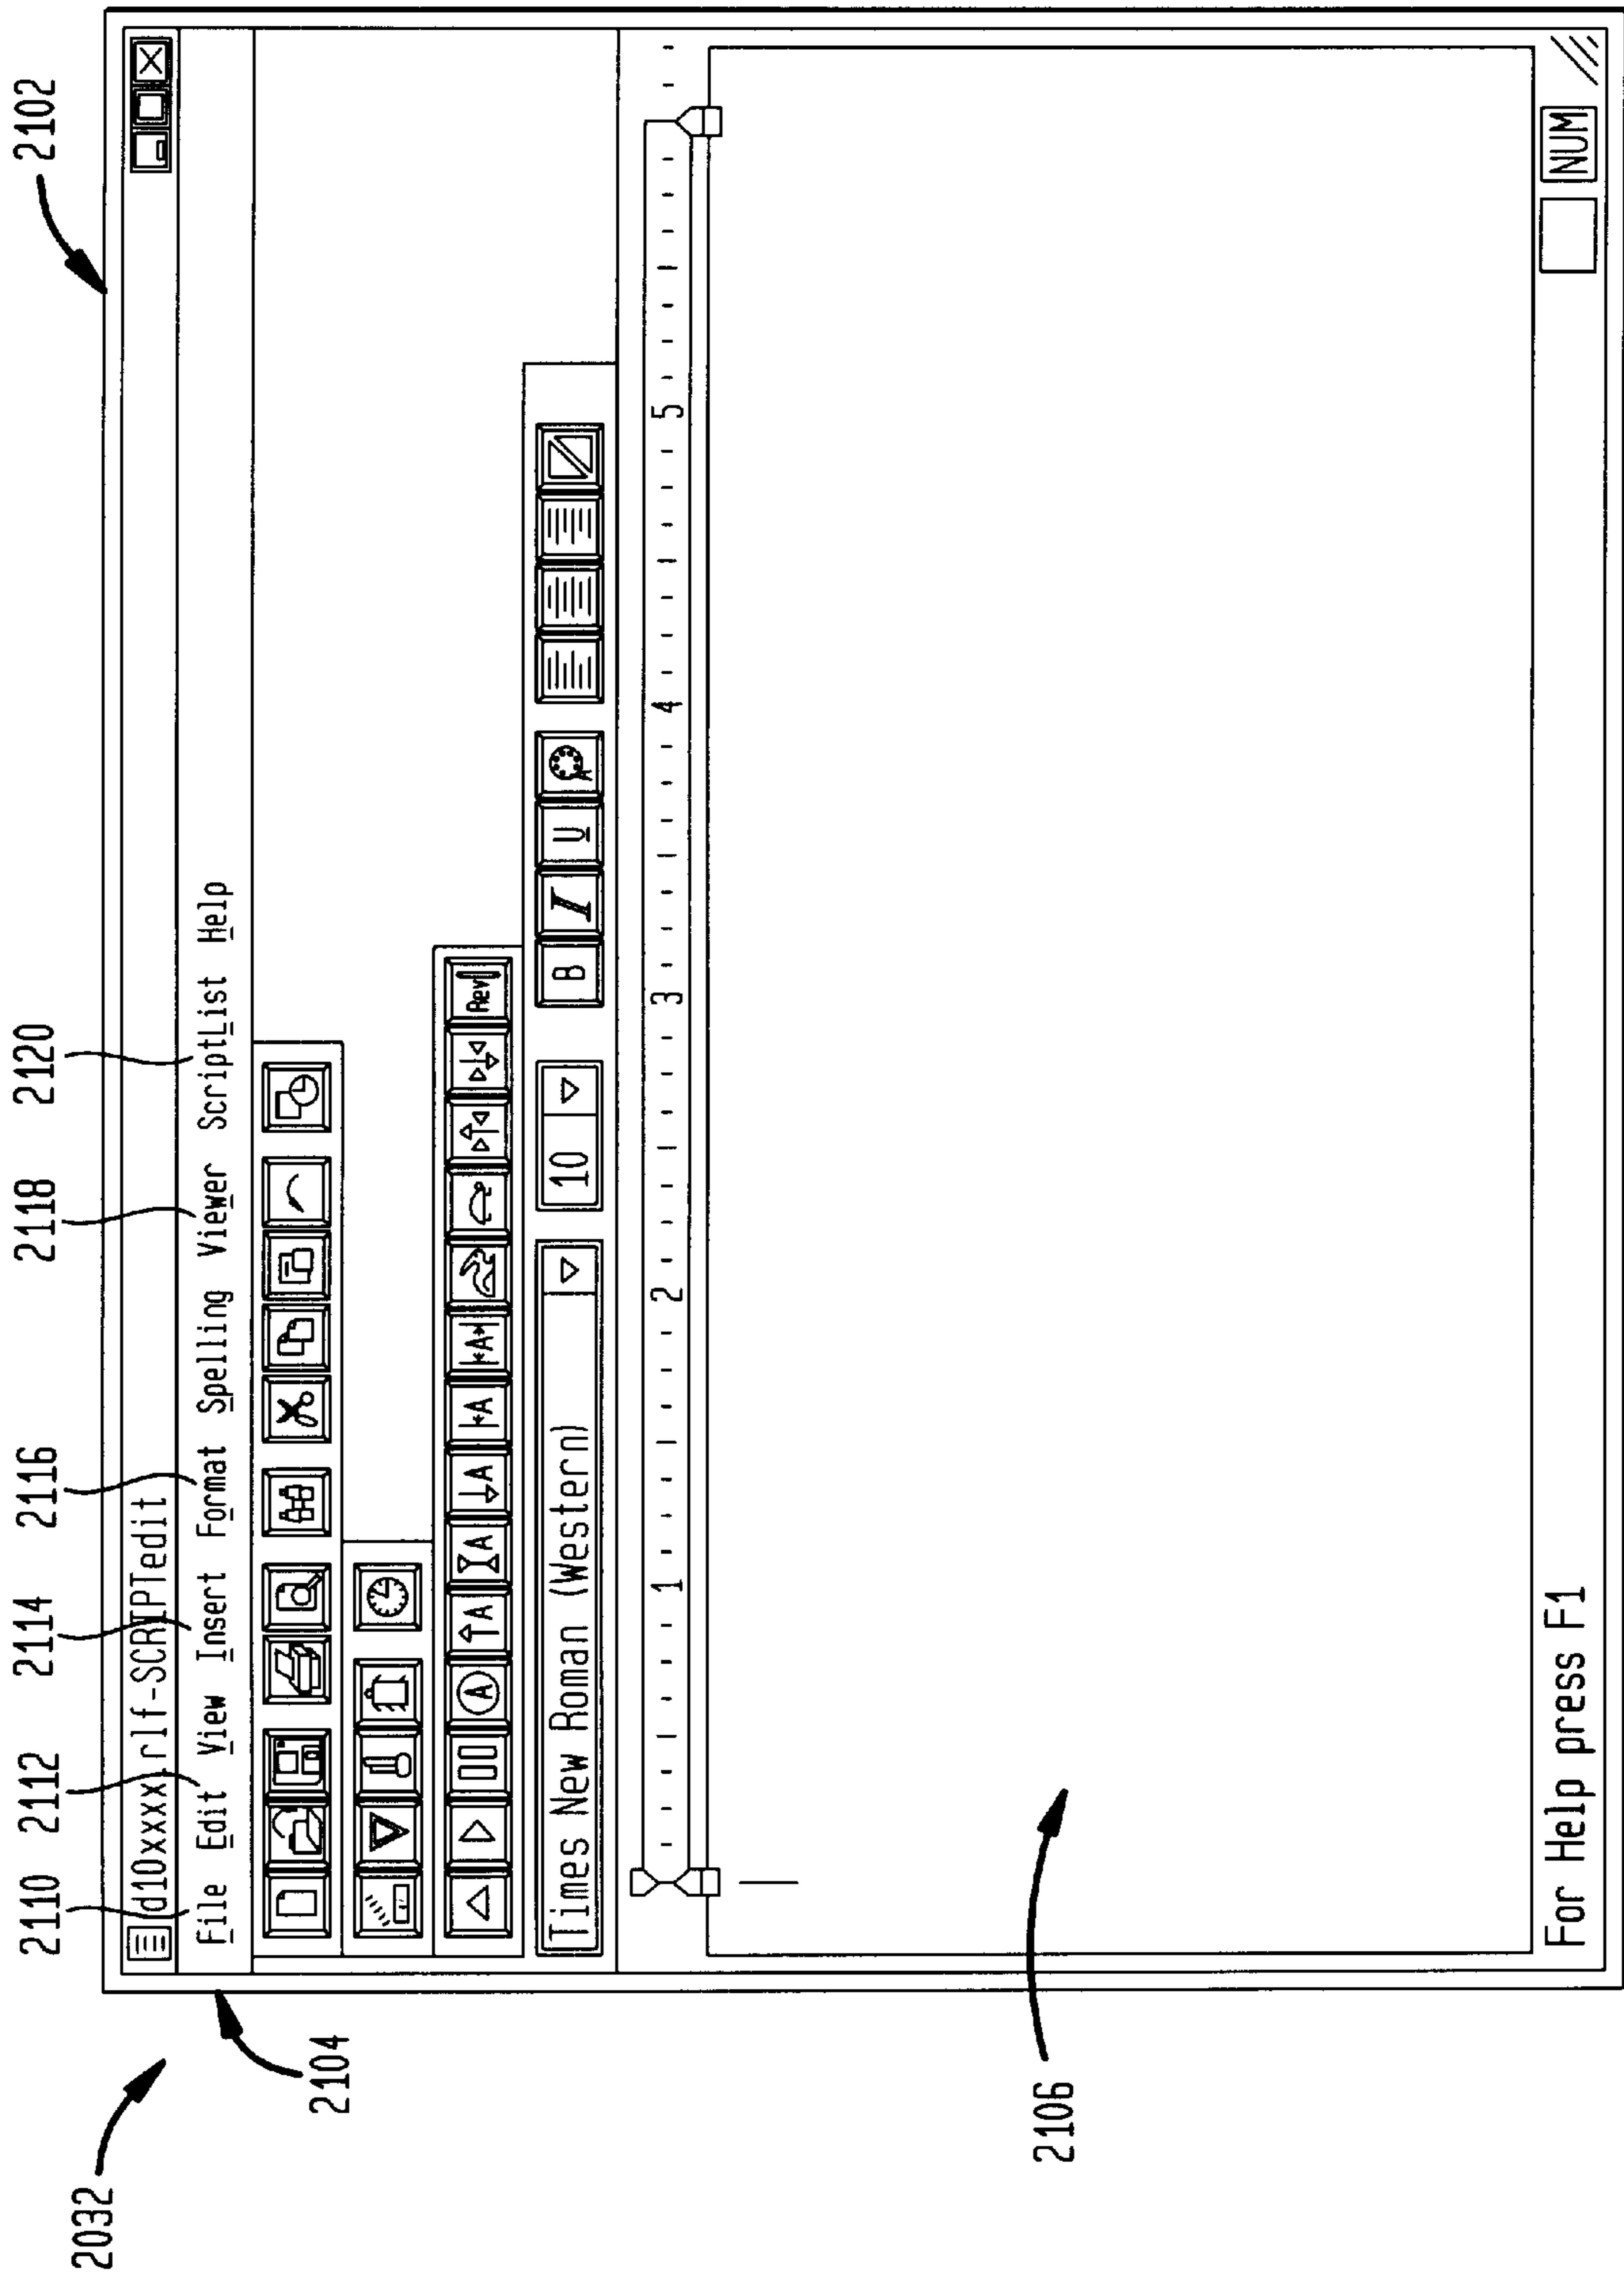 2032
2102
2104
2110 2112 2114 2116 2118 2120
d10xxxx.rlf-SCRIPTedit
File Edit View Insert Format Spelling Viewer ScriptList Help
A A A A A A Rev
Times New Roman (Western) 10 B I U A
1 2 3 4 5
2106
For Help press F1 NUM